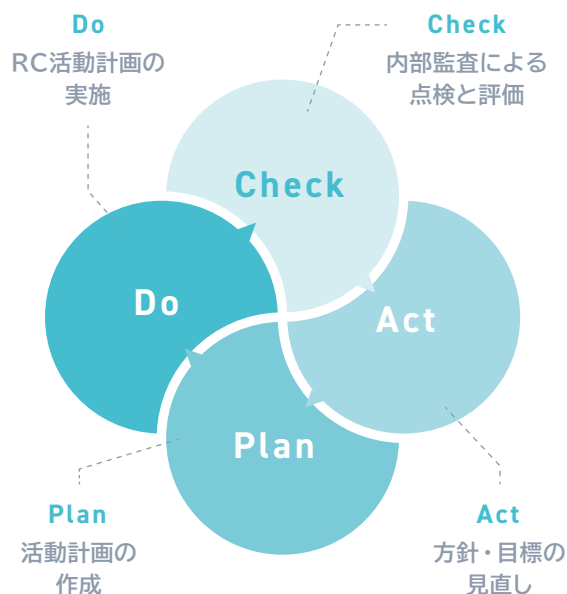 Do
RC活動計画の
実施
Check
内部監査による
点検と評価
Check
Do
Act
Plan
Plan
活動計画の
作成
Act
方針・目標の
見直し